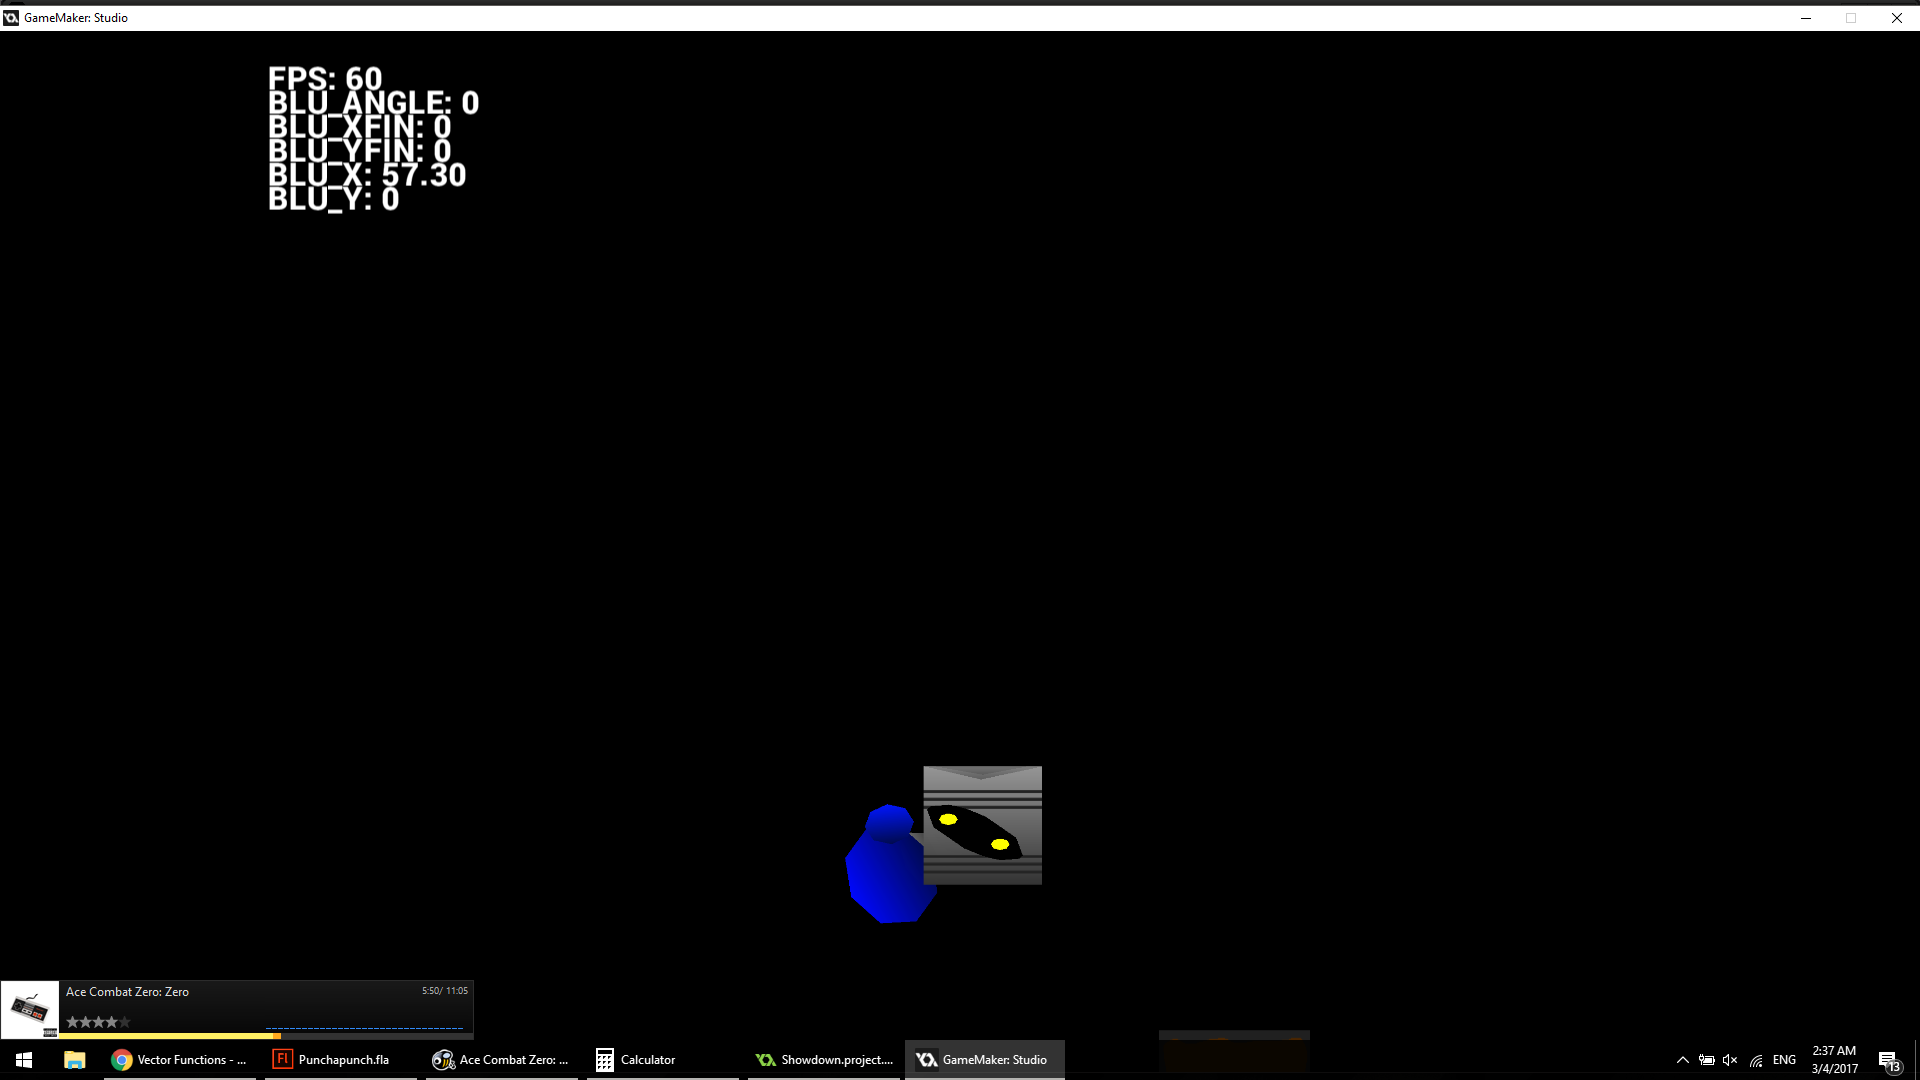 GameMaker: Studio
FPS: 60
BLU_ANGLE: 0
BLU_XFIN: 0
BLU_YFIN: 0
BLU_X: 57.30
BLU_Y: 0
Ace Combat Zero: Zero
5:50/ 11:05
Vector Functions - ...
Fl
Punchapunch.fla
Ace Combat Zero: ...
Calculator
Showdown.project....
GameMaker: Studio
ENG
2:37 AM
3/4/2017
13